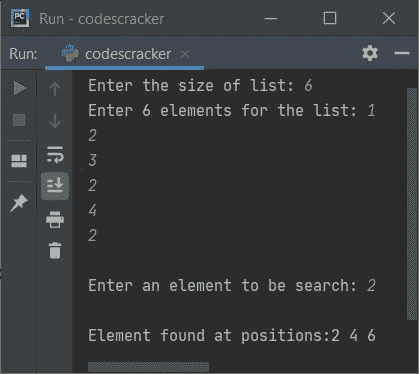 Run - codescracker
Run: codescracker
Enter the size of list: 6
Enter 6 elements for the list: 1
2
3
2
4
2
Enter an element to be search: 2
Element found at positions:2 4 6